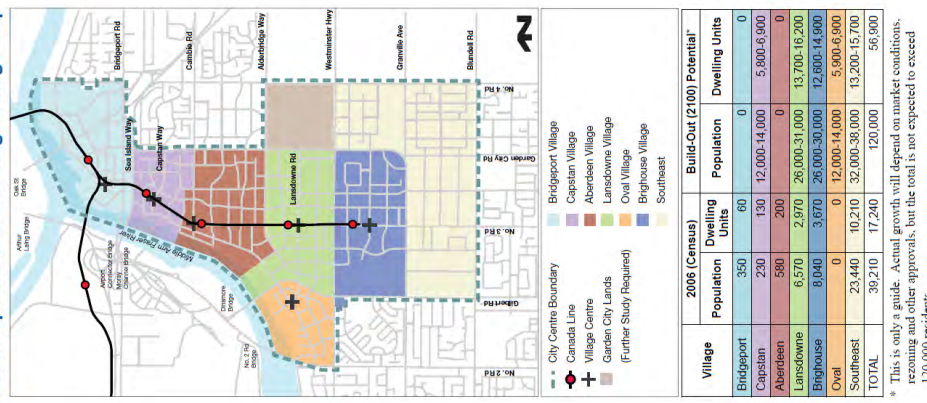 Oak St
Bridge
Arthur
Laing Bridge
Bridgeport Rd
Sea Island Way
Capstan Way
Cambie Rd
Airport
Connector Bridge
Moray
Channel Bridge
Middle Arm Fraser River
Dinsmore
Bridge
No. 2 Rd
Bridge
Alderbridge Way
Lansdowne Rd
Westminster Hwy
Granville Ave
Blundell Rd
No. 2 Rd
Gilbert Rd
No. 3 Rd
Garden City Rd
No. 4 Rd
N
City Centre Boundary
Canada Line
Village Centre
Garden City Lands
(Further Study Required)
Bridgeport Village
Capstan Village
Aberdeen Village
Lansdowne Village
Oval Village
Brighouse Village
Southeast
Village 2006 (Census) Build-Out (2100) Potential*
Population Dwelling Units Population Dwelling Units
Bridgeport 350 60 0 0
Capstan 230 130 12,000-14,000 5,800-6,900
Aberdeen 580 200 0 0
Lansdowne 6,570 2,970 26,000-31,000 13,700-16,200
Brighouse 8,040 3,670 26,000-30,000 12,600-14,900
Oval 0 0 12,000-14,000 5,900-6,900
Southeast 23,440 10,210 32,000-38,000 13,200-15,700
TOTAL 39,210 17,240 120,000 56,900
* This is only a guide. Actual growth will depend on market conditions,
rezoning and other approvals, but the total is not expected to exceed
120,000 residents